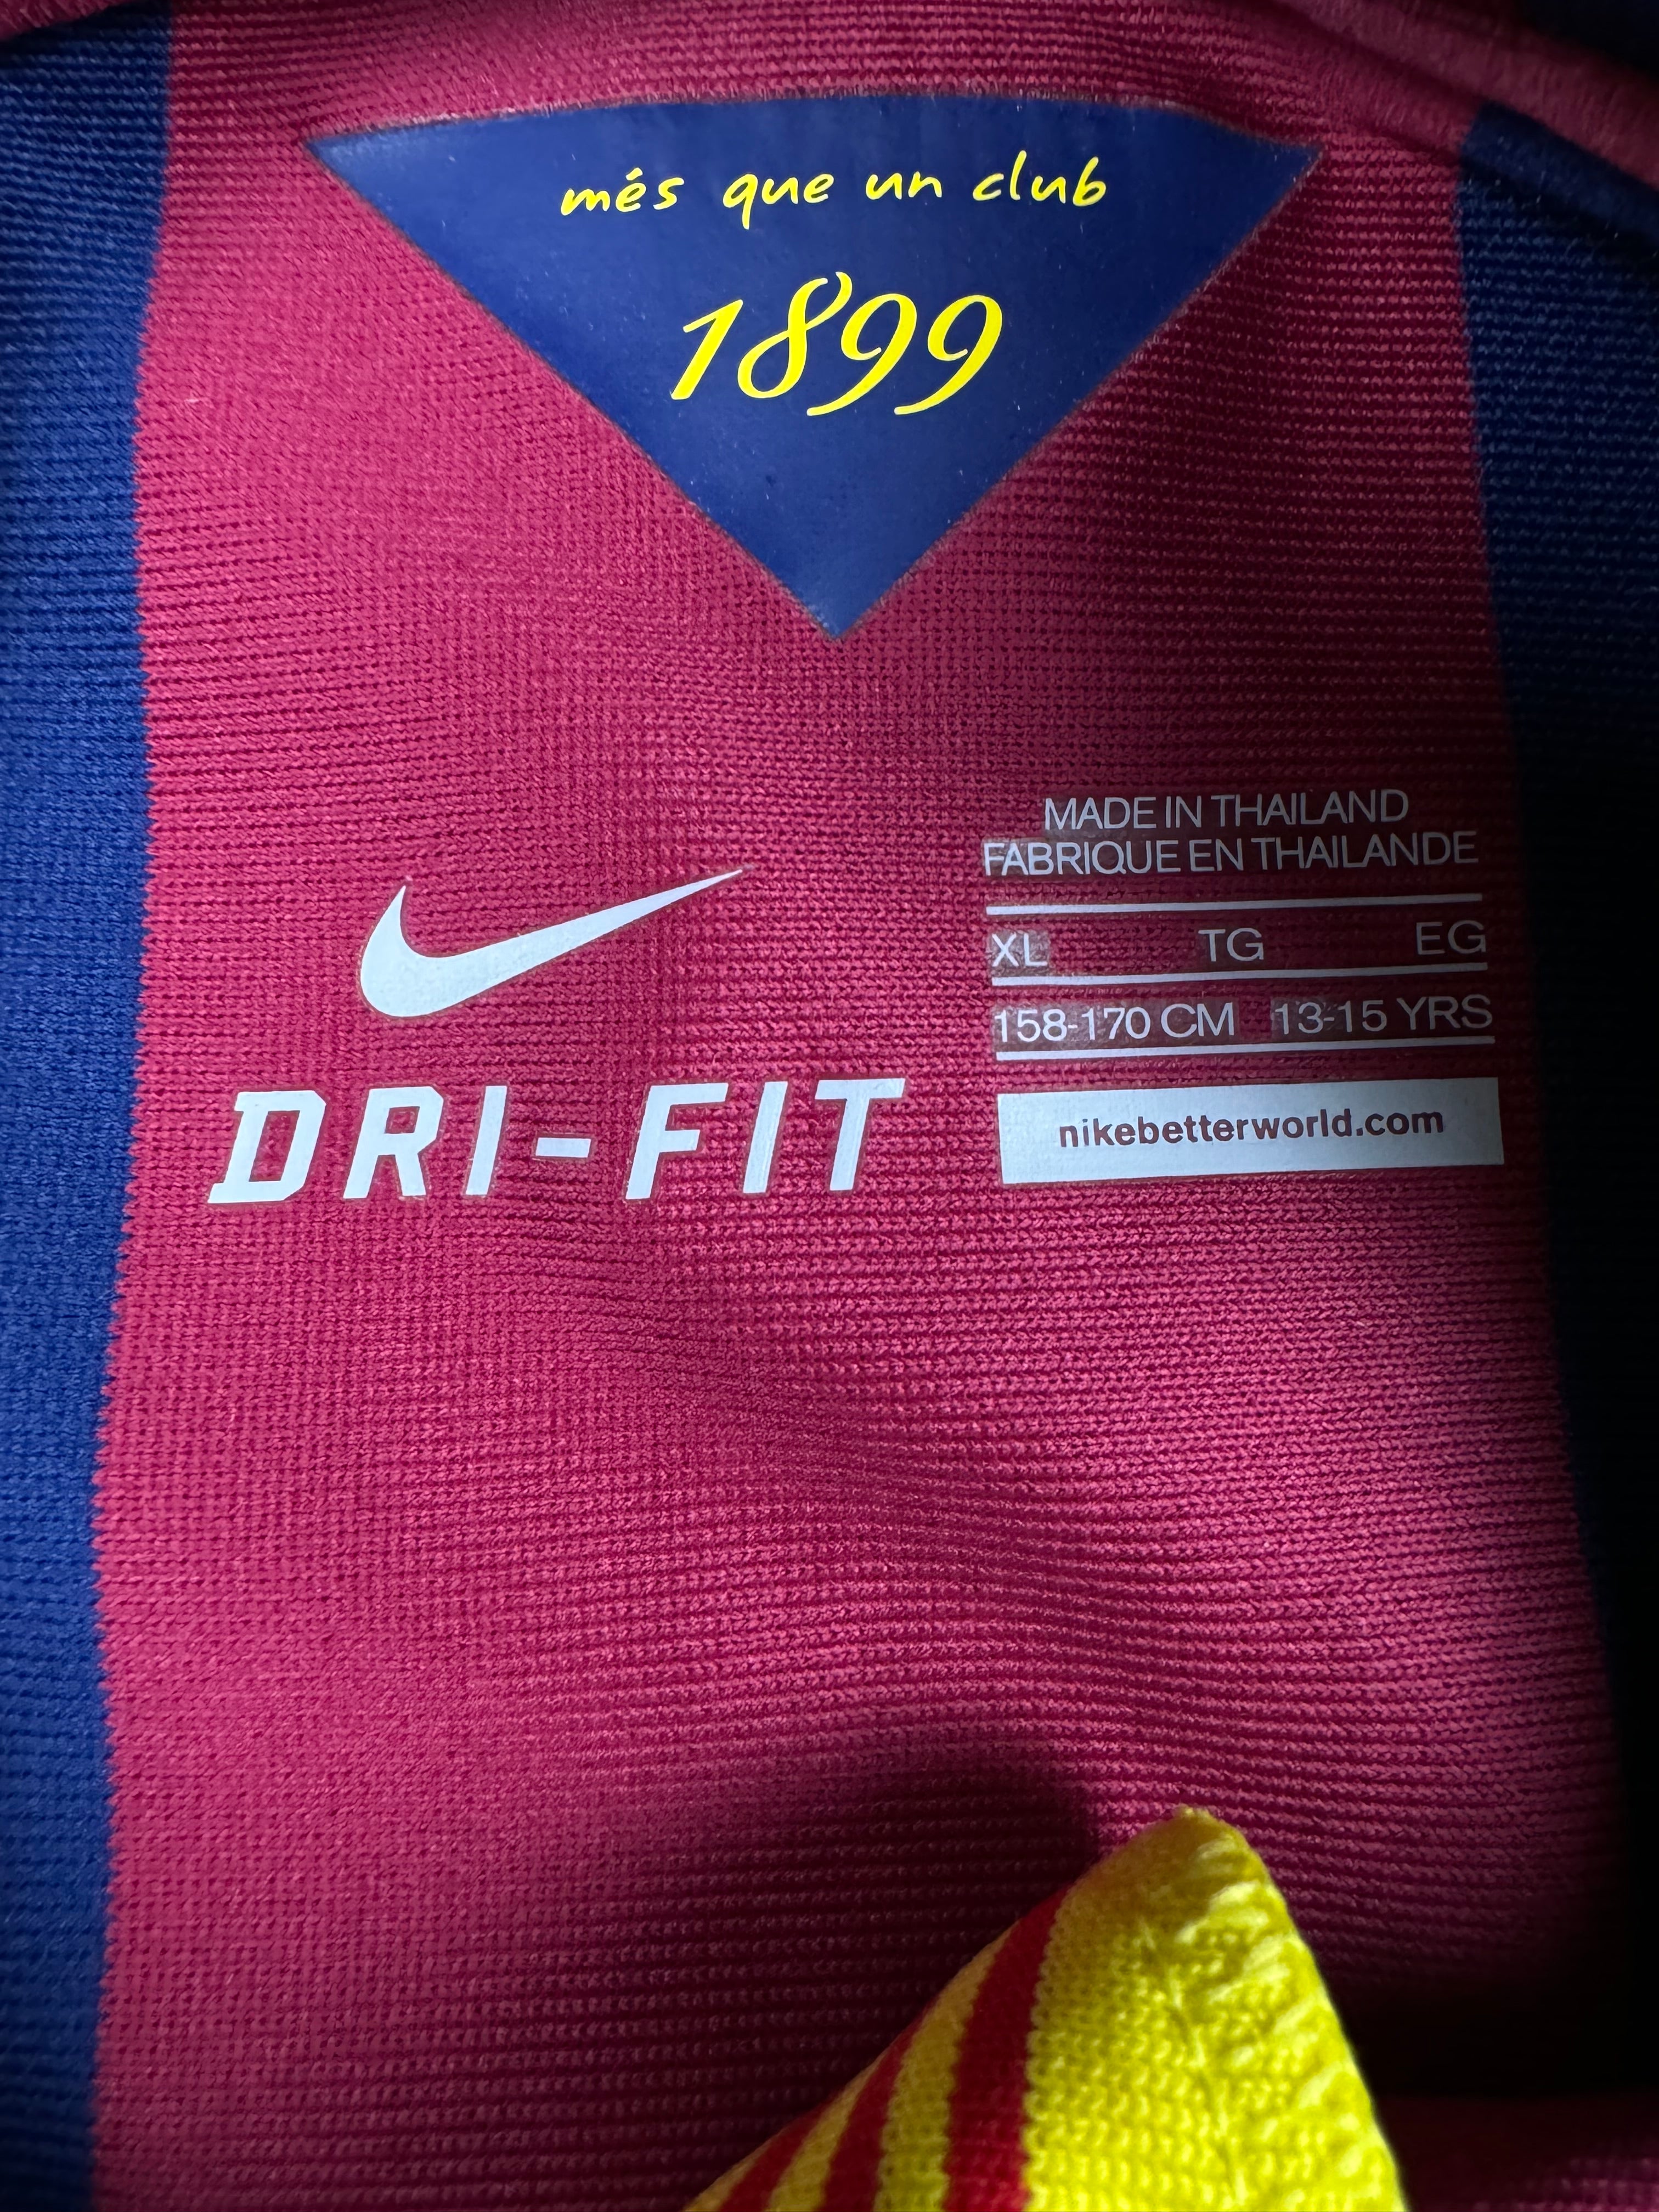 més que un club
1899
MADE IN THAILAND
FABRIQUE EN THAILANDE
XL TG EG
158-170 CM 13-15 YRS
DRI-FIT
nikebetterworld.com